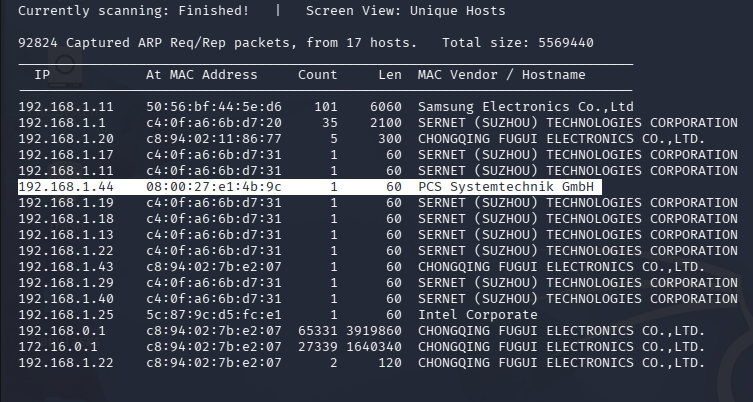 Currently scanning: Finished!   |   Screen View: Unique Hosts
92824 Captured ARP Req/Rep packets, from 17 hosts.   Total size: 5569440
IP            At MAC Address     Count     Len  MAC Vendor / Hostname
192.168.1.11    50:56:bf:44:5e:d6    101    6060  Samsung Electronics Co.,Ltd
192.168.1.1     c4:0f:a6:6b:d7:20     35    2100  SERNET (SUZHOU) TECHNOLOGIES CORPORATION
192.168.1.20    c8:94:02:11:86:77      5     300  CHONGQING FUGUI ELECTRONICS CO.,LTD.
192.168.1.17    c4:0f:a6:6b:d7:31      1      60  SERNET (SUZHOU) TECHNOLOGIES CORPORATION
192.168.1.11    c4:0f:a6:6b:d7:31      1      60  SERNET (SUZHOU) TECHNOLOGIES CORPORATION
192.168.1.44    08:00:27:e1:4b:9c      1      60  PCS Systemtechnik GmbH
192.168.1.19    c4:0f:a6:6b:d7:31      1      60  SERNET (SUZHOU) TECHNOLOGIES CORPORATION
192.168.1.18    c4:0f:a6:6b:d7:31      1      60  SERNET (SUZHOU) TECHNOLOGIES CORPORATION
192.168.1.13    c4:0f:a6:6b:d7:31      1      60  SERNET (SUZHOU) TECHNOLOGIES CORPORATION
192.168.1.22    c4:0f:a6:6b:d7:31      1      60  SERNET (SUZHOU) TECHNOLOGIES CORPORATION
192.168.1.43    c8:94:02:7b:e2:07      1      60  CHONGQING FUGUI ELECTRONICS CO.,LTD.
192.168.1.29    c4:0f:a6:6b:d7:31      1      60  SERNET (SUZHOU) TECHNOLOGIES CORPORATION
192.168.1.40    c4:0f:a6:6b:d7:31      1      60  SERNET (SUZHOU) TECHNOLOGIES CORPORATION
192.168.1.25    5c:87:9c:d5:fc:e1      1      60  Intel Corporate
192.168.0.1     c8:94:02:7b:e2:07  65331 3919860  CHONGQING FUGUI ELECTRONICS CO.,LTD.
172.16.0.1      c8:94:02:7b:e2:07  27339 1640340  CHONGQING FUGUI ELECTRONICS CO.,LTD.
192.168.1.22    c8:94:02:7b:e2:07      2     120  CHONGQING FUGUI ELECTRONICS CO.,LTD.